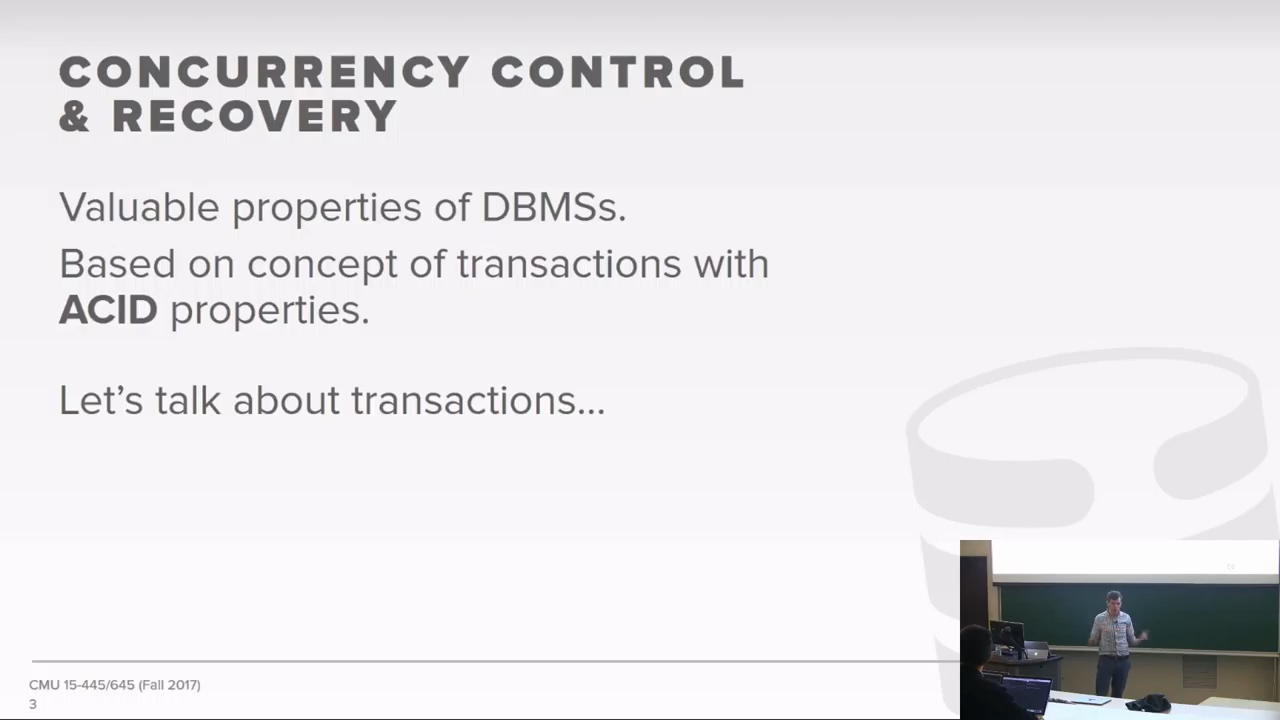 CONCURRENCY CONTROL
& RECOVERY
Valuable properties of DBMSs.
Based on concept of transactions with
ACID properties.
Let’s talk about transactions...
CMU 15-445/645 (Fall 2017)
3